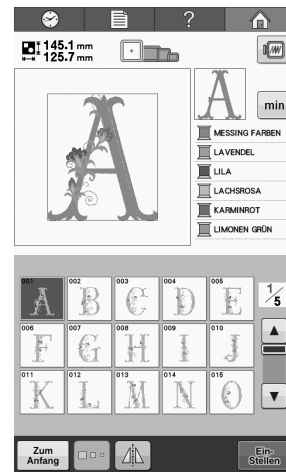 ?
145.1 mm
125.7 mm
A
A
min
MESSING FARBEN
LAVENDEL
LILA
LACHSROSA
KARMINROT
LIMONEN GRÜN
001 002 003 004 005
A B C D E
1/5
006 007 008 009 010
F G H I J
011 012 013 014 015
K L M N O
Zum
Anfang
Ein-
Stellen